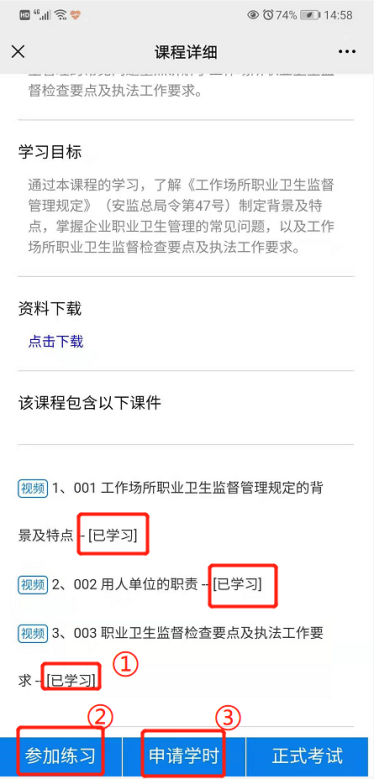 HD 4G 74% 14:58
课程详细
督检查要点及执法工作要求。
学习目标
通过本课程的学习，了解《工作场所职业卫生监督
管理规定》（安监总局令第47号）制定背景及特
点，掌握企业职业卫生管理的常见问题，以及工作
场所职业卫生监督检查要点及执法工作要求。
资料下载
点击下载
该课程包含以下课件
视频 1、001 工作场所职业卫生监督管理规定的背
景及特点 -- [已学习]
视频 2、002 用人单位的职责 -- [已学习]
视频 3、003 职业卫生监督检查要点及执法工作要
求 -- [已学习]
①
② ③
参加练习 申请学时 正式考试